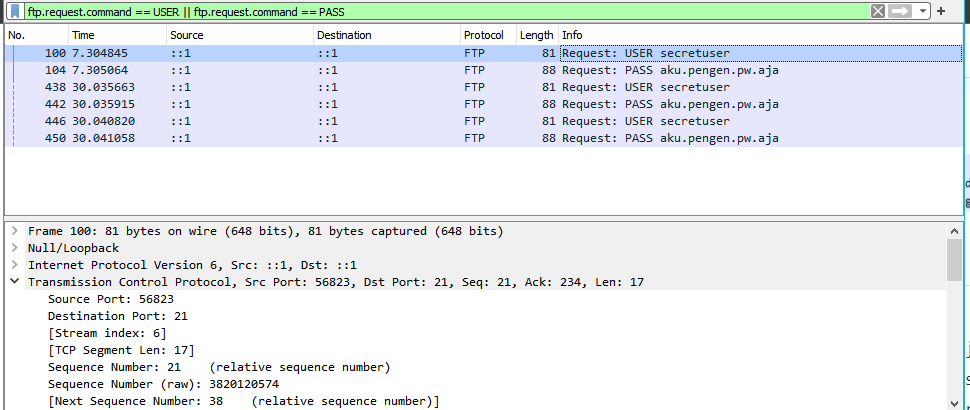 ftp.request.command == USER || ftp.request.command == PASS
No. Time Source Destination Protocol Length Info
100 7.304845 ::1 ::1 FTP 81 Request: USER secretuser
104 7.305064 ::1 ::1 FTP 88 Request: PASS aku.pengen.pw.aja
438 30.035663 ::1 ::1 FTP 81 Request: USER secretuser
442 30.035915 ::1 ::1 FTP 88 Request: PASS aku.pengen.pw.aja
446 30.040820 ::1 ::1 FTP 81 Request: USER secretuser
450 30.041058 ::1 ::1 FTP 88 Request: PASS aku.pengen.pw.aja
Frame 100: 81 bytes on wire (648 bits), 81 bytes captured (648 bits)
Null/Loopback
Internet Protocol Version 6, Src: ::1, Dst: ::1
Transmission Control Protocol, Src Port: 56823, Dst Port: 21, Seq: 21, Ack: 234, Len: 17
Source Port: 56823
Destination Port: 21
[Stream index: 6]
[TCP Segment Len: 17]
Sequence Number: 21 (relative sequence number)
Sequence Number (raw): 3820120574
[Next Sequence Number: 38 (relative sequence number)]